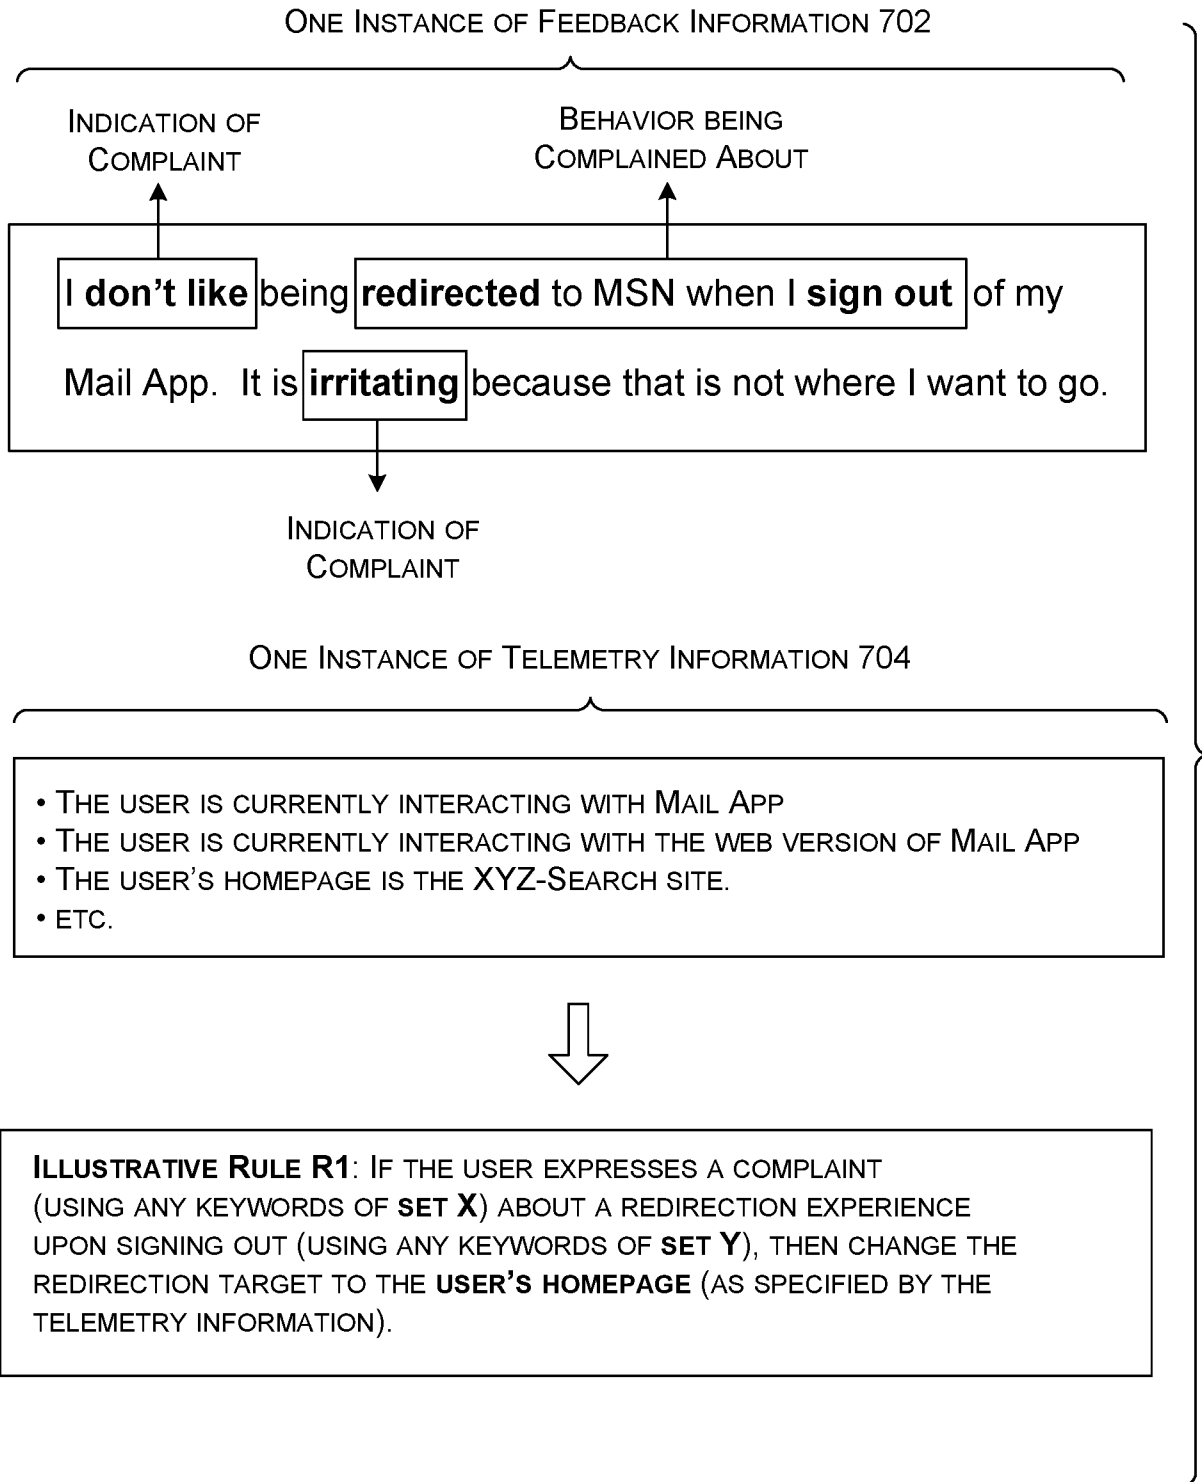 ONE INSTANCE OF FEEDBACK INFORMATION 702
INDICATION OF
COMPLAINT
BEHAVIOR BEING
COMPLAINED ABOUT
I don't like being redirected to MSN when I sign out of my
Mail App. It is irritating because that is not where I want to go.
INDICATION OF
COMPLAINT
ONE INSTANCE OF TELEMETRY INFORMATION 704
• THE USER IS CURRENTLY INTERACTING WITH MAIL APP
• THE USER IS CURRENTLY INTERACTING WITH THE WEB VERSION OF MAIL APP
• THE USER'S HOMEPAGE IS THE XYZ-SEARCH SITE.
• ETC.
ILLUSTRATIVE RULE R1: IF THE USER EXPRESSES A COMPLAINT
(USING ANY KEYWORDS OF SET X) ABOUT A REDIRECTION EXPERIENCE
UPON SIGNING OUT (USING ANY KEYWORDS OF SET Y), THEN CHANGE THE
REDIRECTION TARGET TO THE USER'S HOMEPAGE (AS SPECIFIED BY THE
TELEMETRY INFORMATION).